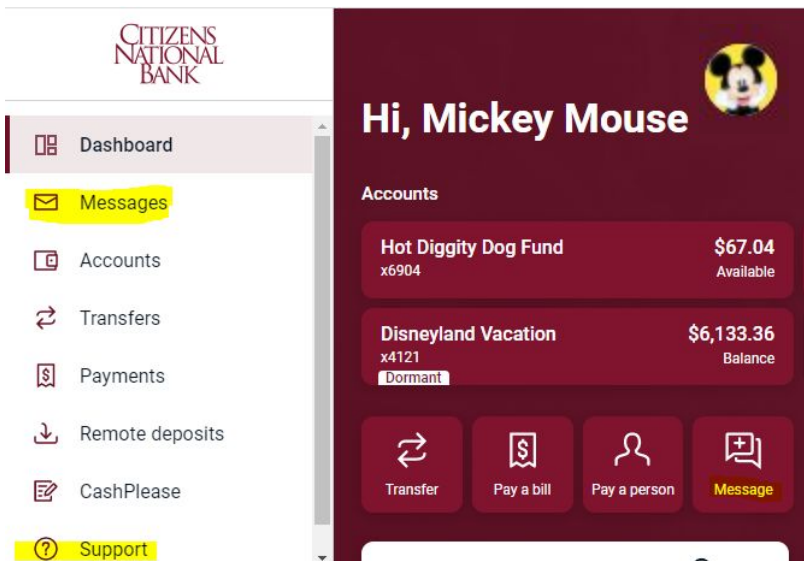 CITIZENS
NATIONAL
BANK
Dashboard
Messages
Accounts
Transfers
Payments
Remote deposits
CashPlease
Support
Hi, Mickey Mouse
Accounts
Hot Diggity Dog Fund $67.04
x6904 Available
Disneyland Vacation $6,133.36
x4121 Balance
Dormant
Transfer Pay a bill Pay a person Message